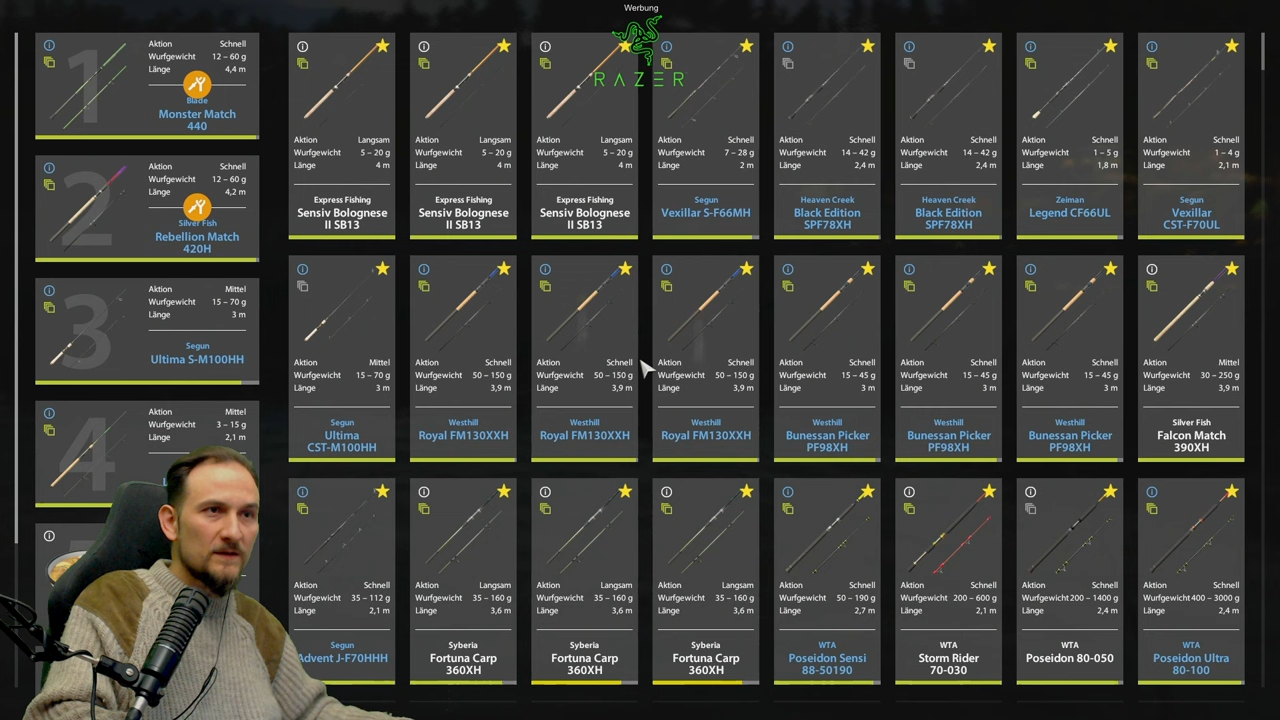 Werbung
RAZER
1
Aktion Schnell
Wurfgewicht 12 – 60 g
Länge 4,4 m
Blade
Monster Match
440
2
Aktion Schnell
Wurfgewicht 12 – 60 g
Länge 4,2 m
Silver Fish
Rebellion Match
420H
3
Aktion Mittel
Wurfgewicht 15 – 70 g
Länge 3 m
Segun
Ultima S-M100HH
4
Aktion Mittel
Wurfgewicht 3 – 15 g
Länge 2,1 m
Aktion Langsam
Wurfgewicht 5 – 20 g
Länge 4 m
Express Fishing
Sensiv Bolognese
II SB13
Aktion Langsam
Wurfgewicht 5 – 20 g
Länge 4 m
Express Fishing
Sensiv Bolognese
II SB13
Aktion Langsam
Wurfgewicht 5 – 20 g
Länge 4 m
Express Fishing
Sensiv Bolognese
II SB13
Aktion Schnell
Wurfgewicht 7 – 28 g
Länge 2 m
Segun
Vexillar S-F66MH
Aktion Schnell
Wurfgewicht 14 – 42 g
Länge 2,4 m
Heaven Creek
Black Edition
SPF78XH
Aktion Schnell
Wurfgewicht 14 – 42 g
Länge 2,4 m
Heaven Creek
Black Edition
SPF78XH
Aktion Schnell
Wurfgewicht 1 – 5 g
Länge 1,8 m
Zeiman
Legend CF66UL
Aktion Schnell
Wurfgewicht 1 – 4 g
Länge 2,1 m
Segun
Vexillar
CST-F70UL
Aktion Mittel
Wurfgewicht 15 – 70 g
Länge 3 m
Segun
Ultima
CST-M100HH
Aktion Schnell
Wurfgewicht 50 – 150 g
Länge 3,9 m
Westhill
Royal FM130XXH
Aktion Schnell
Wurfgewicht 50 – 150 g
Länge 3,9 m
Westhill
Royal FM130XXH
Aktion Schnell
Wurfgewicht 50 – 150 g
Länge 3,9 m
Westhill
Royal FM130XXH
Aktion Schnell
Wurfgewicht 15 – 45 g
Länge 3 m
Westhill
Bunessan Picker
PF98XH
Aktion Schnell
Wurfgewicht 15 – 45 g
Länge 3 m
Westhill
Bunessan Picker
PF98XH
Aktion Schnell
Wurfgewicht 15 – 45 g
Länge 3 m
Westhill
Bunessan Picker
PF98XH
Aktion Schnell
Wurfgewicht 30 – 250 g
Länge 3,9 m
Silver Fish
Falcon Match
390XH
Aktion Schnell
Wurfgewicht 35 – 112 g
Länge 2,1 m
Segun
Advent J-F70HHH
Aktion Langsam
Wurfgewicht 35 – 160 g
Länge 3,6 m
Syberia
Fortuna Carp
360XH
Aktion Langsam
Wurfgewicht 35 – 160 g
Länge 3,6 m
Syberia
Fortuna Carp
360XH
Aktion Langsam
Wurfgewicht 35 – 160 g
Länge 3,6 m
Syberia
Fortuna Carp
360XH
Aktion Schnell
Wurfgewicht 50 – 190 g
Länge 2,7 m
WTA
Poseidon Sensi
88-50190
Aktion Schnell
Wurfgewicht 200 – 600 g
Länge 2,1 m
WTA
Storm Rider
70-030
Aktion Schnell
Wurfgewicht 200 – 1400 g
Länge 2,4 m
WTA
Poseidon 80-050
Aktion Schnell
Wurfgewicht 400 – 3000 g
Länge 2,4 m
WTA
Poseidon Ultra
80-100